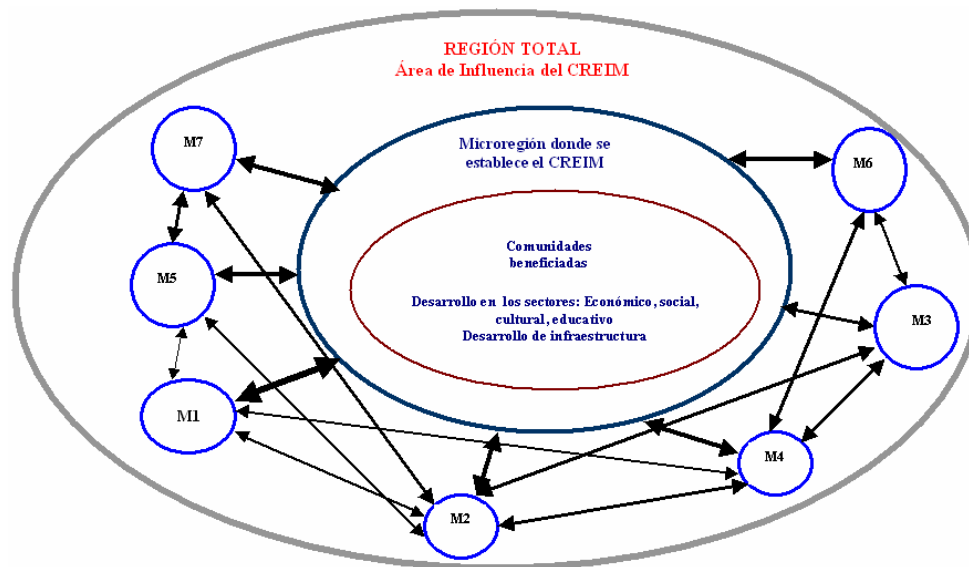 REGIÓN TOTAL
Área de Influencia del CREIM
M7
Microregión donde se
establece el CREIM
M6
Comunidades
beneficiadas
M5
Desarrollo en los sectores: Económico, social,
cultural, educativo
Desarrollo de infraestructura
M3
M1
M4
M2